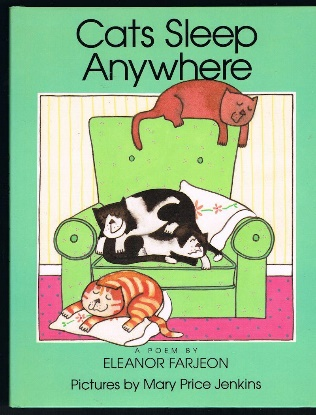 Cats Sleep
Anywhere
A POEM BY
ELEANOR FARJEON
Pictures by Mary Price Jenkins